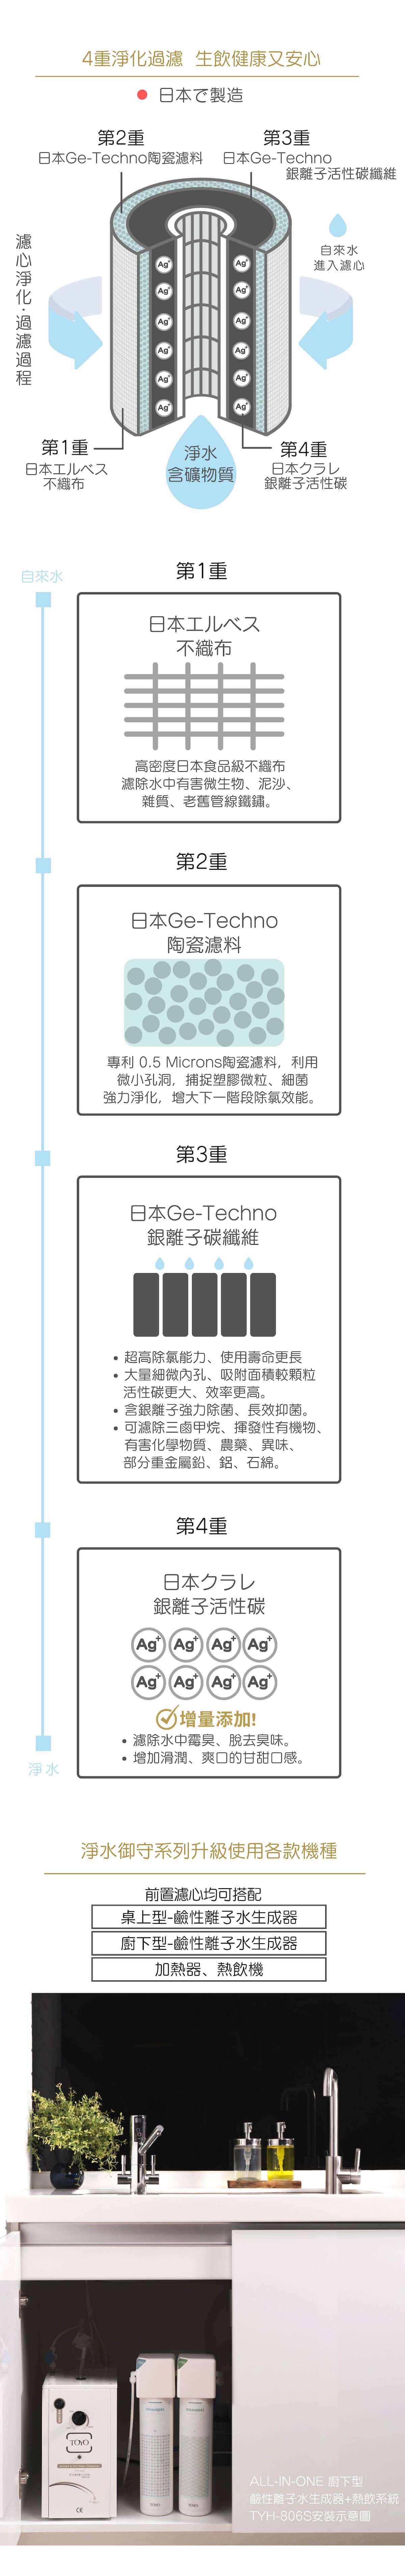 4重淨化過濾 生飲健康又安心
日本で製造
第2重
日本Ge-Techno陶瓷濾料
第3重
日本Ge-Techno
銀離子活性碳纖維
濾心淨化·過濾過程
自來水
進入濾心
Ag+ Ag+
Ag+ Ag+
Ag+ Ag+
Ag+ Ag+
Ag+ Ag+
Ag+ Ag+
第1重
日本エルベス
不織布
淨水
含礦物質
第4重
日本クラレ
銀離子活性碳
自來水
第1重
日本エルベス
不織布
高密度日本食品級不織布
濾除水中有害微生物、泥沙、
雜質、老舊管線鐵鏽。
第2重
日本Ge-Techno
陶瓷濾料
專利 0.5 Microns陶瓷濾料，利用
微小孔洞，捕捉塑膠微粒、細菌
強力淨化，增大下一階段除氯效能。
第3重
日本Ge-Techno
銀離子碳纖維
• 超高除氯能力、使用壽命更長
• 大量細微內孔、吸附面積較顆粒
活性碳更大、效率更高。
• 含銀離子強力除菌、長效抑菌。
• 可濾除三鹵甲烷、揮發性有機物、
有害化學物質、農藥、異味、
部分重金屬鉛、鋁、石綿。
第4重
日本クラレ
銀離子活性碳
Ag+ Ag+ Ag+ Ag+
Ag+ Ag+ Ag+ Ag+
增量添加!
• 濾除水中霉臭、脫去臭味。
• 增加滑潤、爽口的甘甜口感。
淨水
淨水御守系列升級使用各款機種
前置濾心均可搭配
桌上型-鹼性離子水生成器
廚下型-鹼性離子水生成器
加熱器、熱飲機
TOYO
CE
TOYO
TOYO
ALL-IN-ONE 廚下型
鹼性離子水生成器+熱飲系統
TYH-806S安裝示意圖